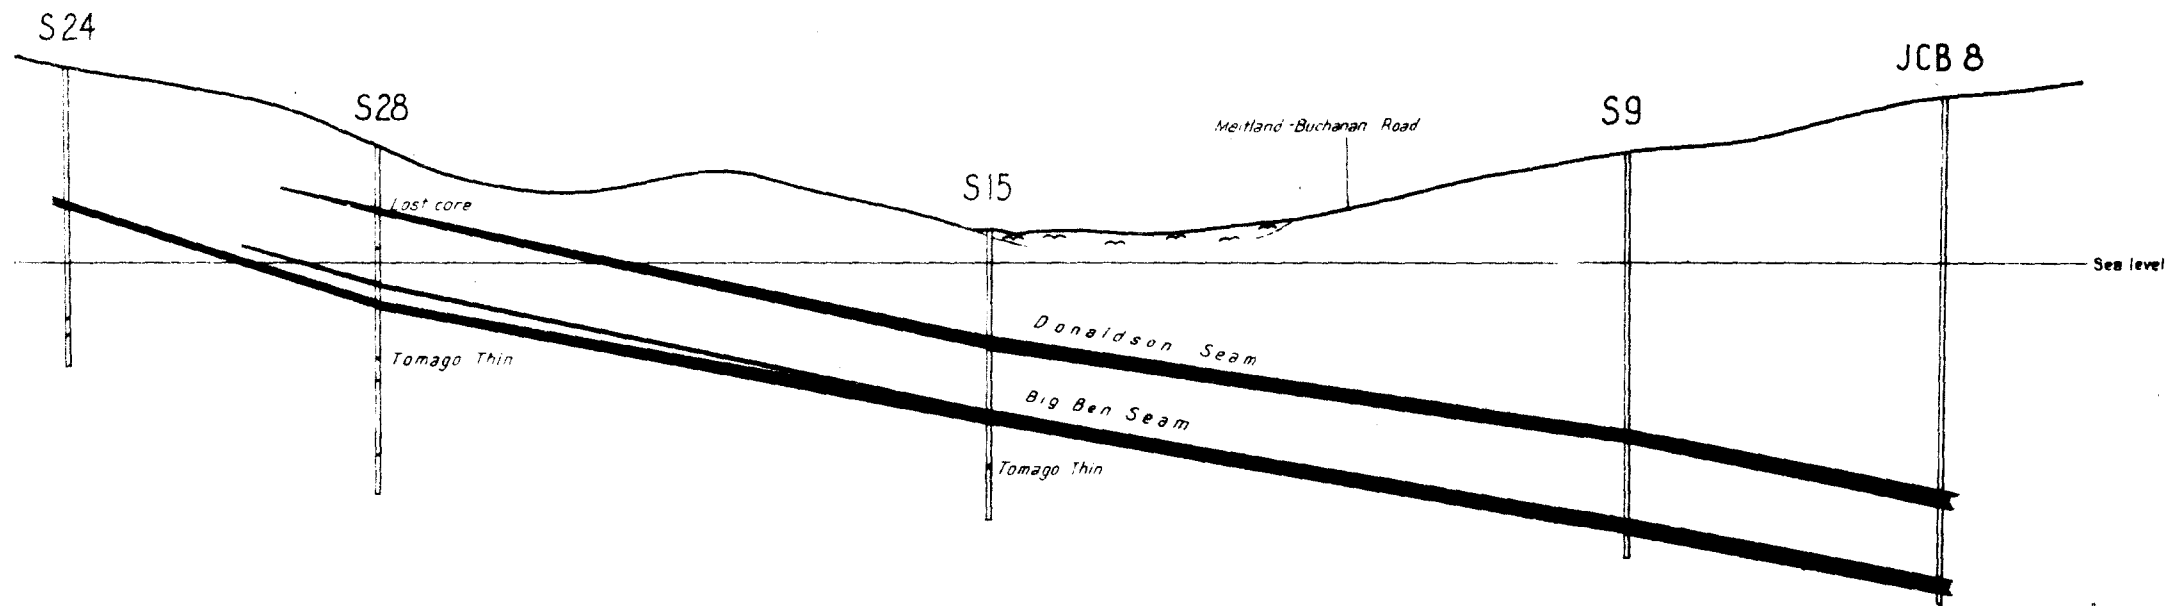 S24
S28
S15
S9
JCB 8
Meitland-Buchanan Road
Lost core
Sea level
Donaldson Seam
Tomago Thin
Big Ben Seam
Tomago Thin